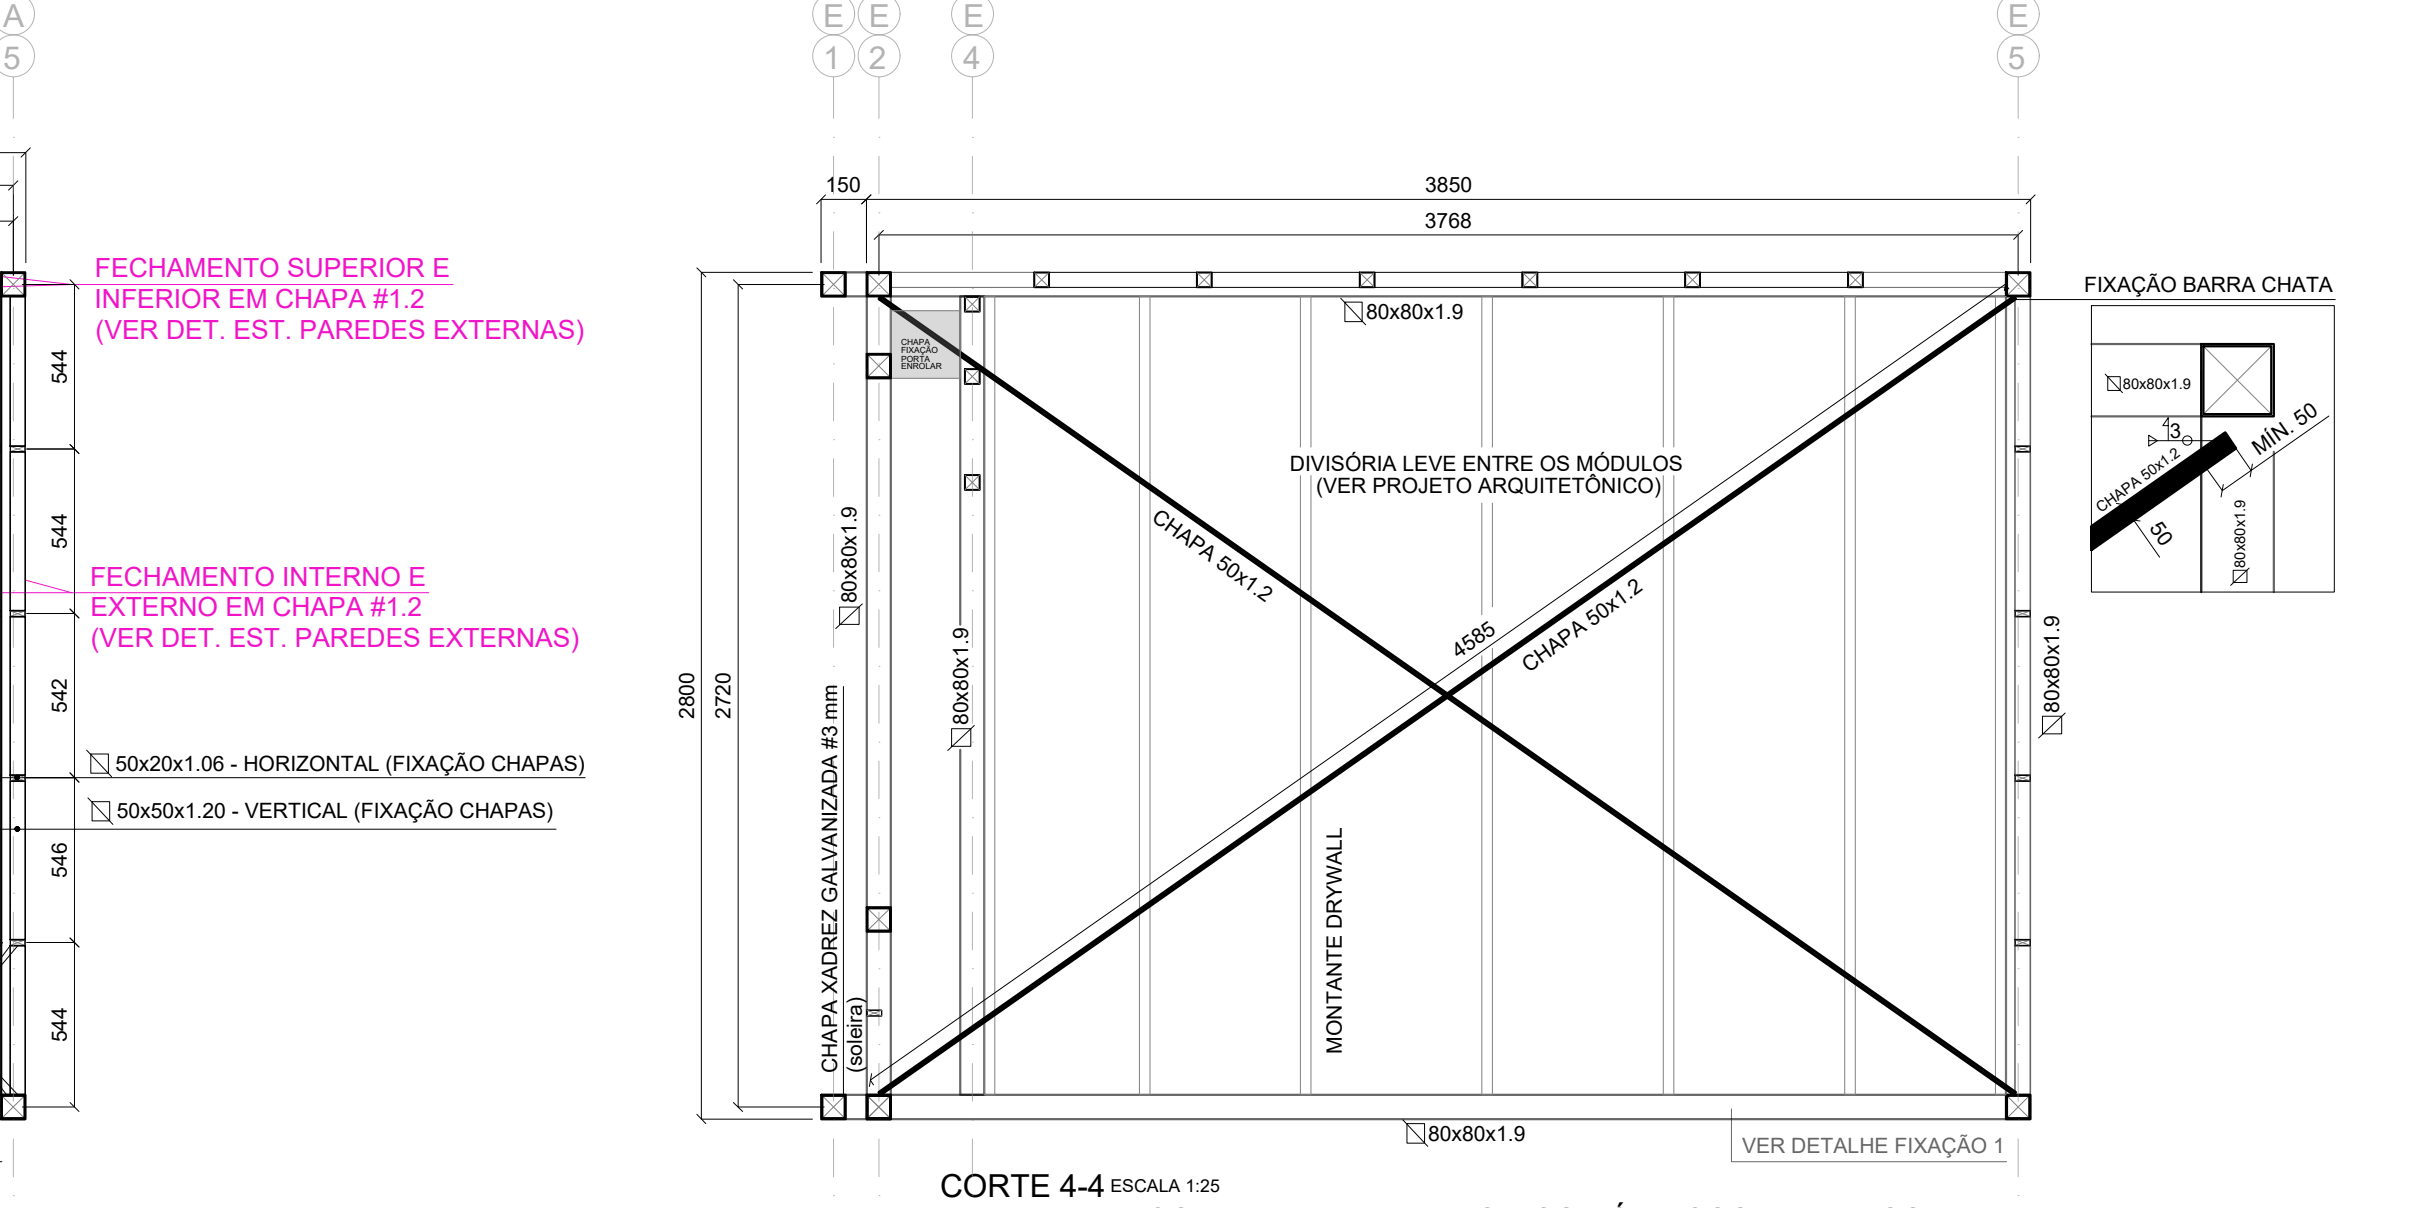 A
5
E
E
E
E
1
2
4
5
150
3850
3768
FECHAMENTO SUPERIOR E
INFERIOR EM CHAPA #1.2
(VER DET. EST. PAREDES EXTERNAS)
544
544
FECHAMENTO INTERNO E
EXTERNO EM CHAPA #1.2
(VER DET. EST. PAREDES EXTERNAS)
542
50x20x1.06 - HORIZONTAL (FIXAÇÃO CHAPAS)
50x50x1.20 - VERTICAL (FIXAÇÃO CHAPAS)
546
544
2800
2720
CHAPA XADREZ GALVANIZADA #3 mm
(soleira)
80x80x1.9
80x80x1.9
CHAPA
FIXAÇÃO
PORTA
ENROLAR
80x80x1.9
DIVISÓRIA LEVE ENTRE OS MÓDULOS
(VER PROJETO ARQUITETÔNICO)
CHAPA 50x1.2
4585
CHAPA 50x1.2
MONTANTE DRYWALL
80x80x1.9
80x80x1.9
VER DETALHE FIXAÇÃO 1
FIXAÇÃO BARRA CHATA
80x80x1.9
4
3
MÍN. 50
CHAPA 50x1.2
50
80x80x1.9
CORTE 4-4 ESCALA 1:25